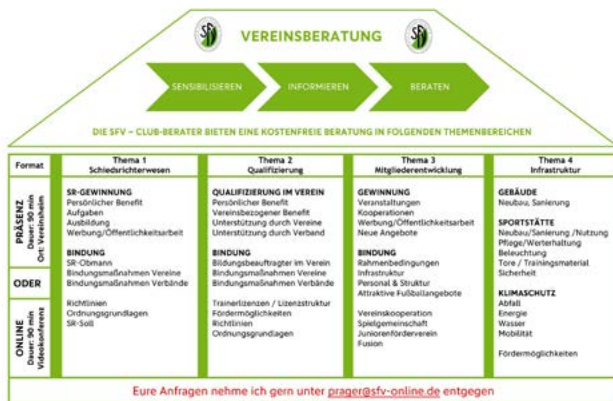 VEREINSBERATUNG
SENSIBILISIEREN
INFORMIEREN
BERATEN
DIE SFV – CLUB-BERATER BIETEN EINE KOSTENFREIE BERATUNG IN FOLGENDEN THEMENBEREICHEN
Format
PRÄSENZ
Dauer: 90 min
Ort: Vereinsheim
ODER
ONLINE
Dauer: 90 min
Videokonferenz
Thema 1
Schiedsrichterwesen
SR-GEWINNUNG
Persönlicher Benefit
Aufgaben
Ausbildung
Werbung/Öffentlichkeitsarbeit
BINDUNG
SR-Obmann
Bindungsmaßnahmen Vereine
Bindungsmaßnahmen Verbände
Richtlinien
Ordnungsgrundlagen
SR-Soll
Thema 2
Qualifizierung
QUALIFIZIERUNG IM VEREIN
Persönlicher Benefit
Vereinsbezogener Benefit
Unterstützung durch Vereine
Unterstützung durch Verband
BINDUNG
Bildungsbeauftragter im Verein
Bindungsmaßnahmen Vereine
Bindungsmaßnahmen Verbände
Trainerlizenzen / Lizenzstruktur
Fördermöglichkeiten
Richtlinien
Ordnungsgrundlagen
Thema 3
Mitgliederentwicklung
GEWINNUNG
Veranstaltungen
Kooperationen
Werbung/Öffentlichkeitsarbeit
Neue Angebote
BINDUNG
Rahmenbedingungen
Infrastruktur
Personal & Struktur
Attraktive Fußballangebote
Vereinskooperation
Spielgemeinschaft
Juniorenförderverein
Fusion
Thema 4
Infrastruktur
GEBÄUDE
Neubau, Sanierung
SPORTSTÄTTE
Neubau/Sanierung /Nutzung
Pflege/Werterhaltung
Beleuchtung
Tore / Trainingsmaterial
Sicherheit
KLIMASCHUTZ
Abfall
Energie
Wasser
Mobilität
Fördermöglichkeiten
Eure Anfragen nehme ich gern unter prager@sfv-online.de entgegen